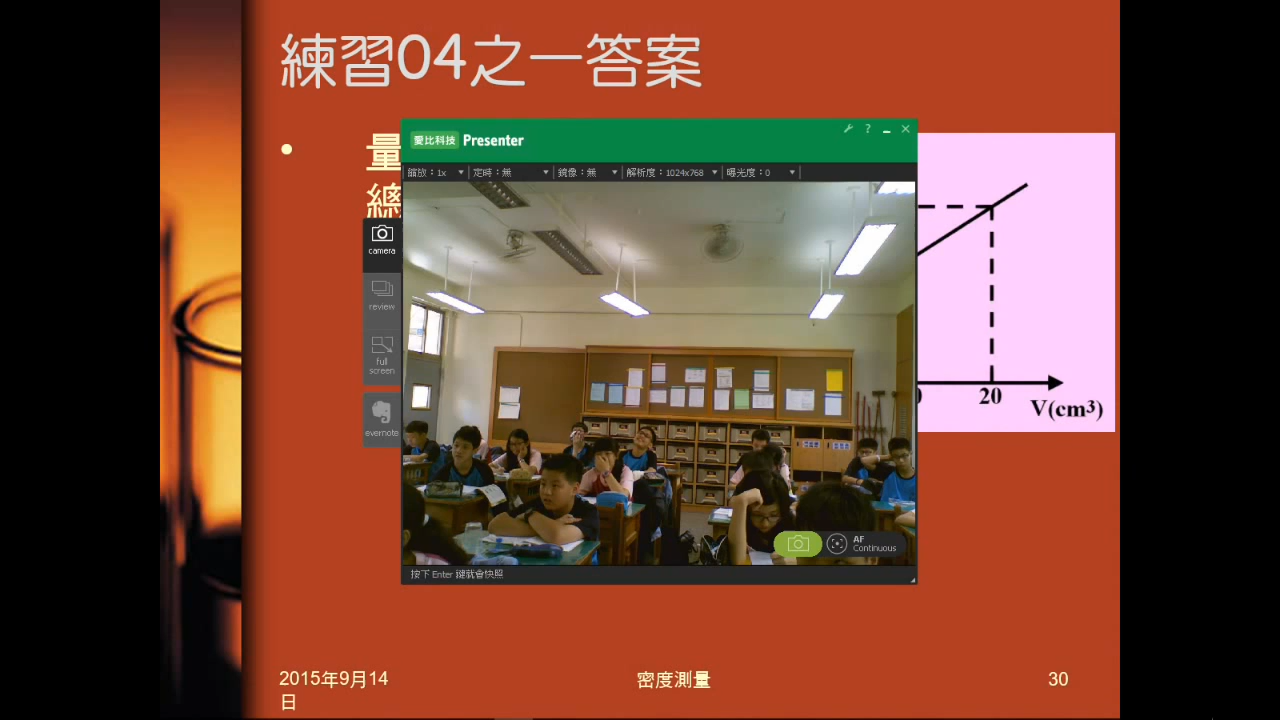 練習04之一答案
量
總
愛比科技 Presenter
縮放：1x 定時：無 鏡像：無 解析度：1024x768 曝光度：0
camera
review
full
screen
evernote
20
V(cm³)
AF
Continuous
按下 Enter 鍵就會快照
2015年9月14
日
密度測量
30